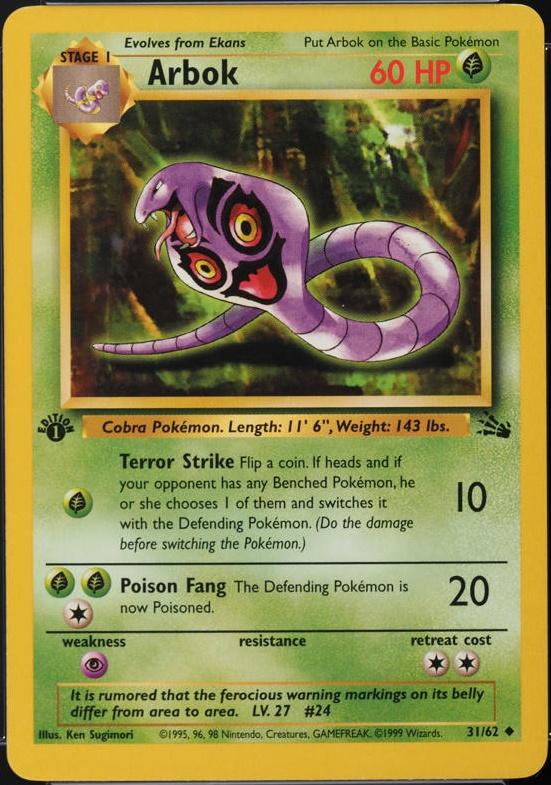 Evolves from Ekans
Put Arbok on the Basic Pokémon
STAGE 1
Arbok
60 HP
EDITION
1
Cobra Pokémon. Length: 11' 6", Weight: 143 lbs.
Terror Strike Flip a coin. If heads and if
your opponent has any Benched Pokémon, he
or she chooses 1 of them and switches it
with the Defending Pokémon. (Do the damage
before switching the Pokémon.)
10
Poison Fang The Defending Pokémon is
now Poisoned.
20
weakness
resistance
retreat cost
It is rumored that the ferocious warning markings on its belly
differ from area to area. LV. 27 #24
Illus. Ken Sugimori
©1995, 96, 98 Nintendo, Creatures, GAMEFREAK. ©1999 Wizards.
31/62